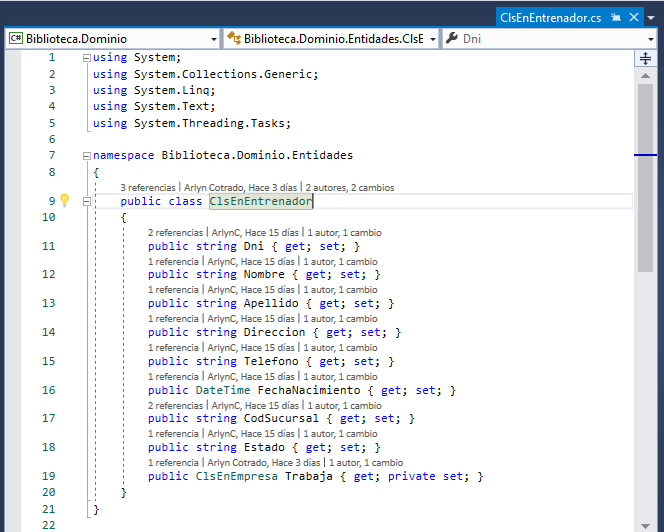 ClsEnEntrenador.cs
C# Biblioteca.Dominio Biblioteca.Dominio.Entidades.ClsE Dni
1 using System;
2 using System.Collections.Generic;
3 using System.Linq;
4 using System.Text;
5 using System.Threading.Tasks;
6
7 namespace Biblioteca.Dominio.Entidades
8 {
3 referencias | Arlyn Cotrado, Hace 3 días | 2 autores, 2 cambios
9 public class ClsEnEntrenador
10 {
2 referencias | ArlynC, Hace 15 días | 1 autor, 1 cambio
11 public string Dni { get; set; }
1 referencia | ArlynC, Hace 15 días | 1 autor, 1 cambio
12 public string Nombre { get; set; }
1 referencia | ArlynC, Hace 15 días | 1 autor, 1 cambio
13 public string Apellido { get; set; }
1 referencia | ArlynC, Hace 15 días | 1 autor, 1 cambio
14 public string Direccion { get; set; }
1 referencia | ArlynC, Hace 15 días | 1 autor, 1 cambio
15 public string Telefono { get; set; }
1 referencia | ArlynC, Hace 15 días | 1 autor, 1 cambio
16 public DateTime FechaNacimiento { get; set; }
2 referencias | ArlynC, Hace 15 días | 1 autor, 1 cambio
17 public string CodSucursal { get; set; }
1 referencia | ArlynC, Hace 15 días | 1 autor, 1 cambio
18 public string Estado { get; set; }
1 referencia | Arlyn Cotrado, Hace 3 días | 1 autor, 1 cambio
19 public ClsEnEmpresa Trabaja { get; private set; }
20 }
21 }
22